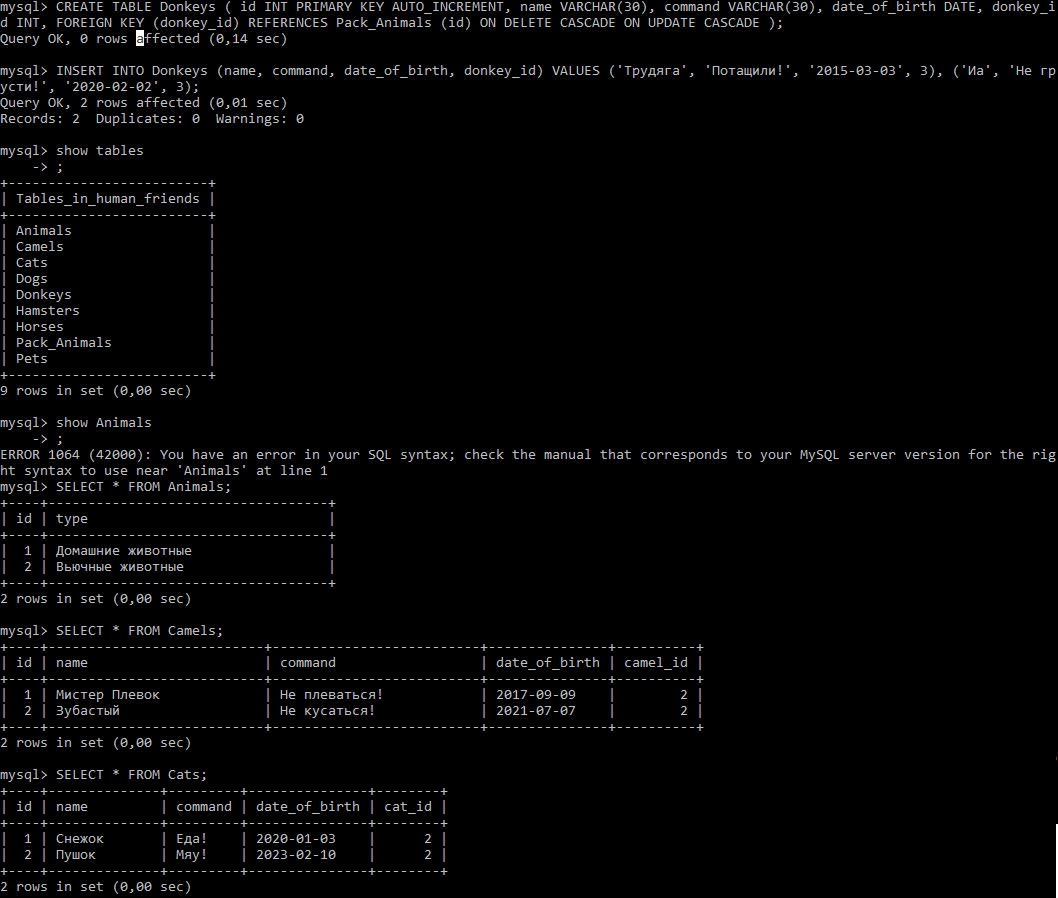 mysql> CREATE TABLE Donkeys ( id INT PRIMARY KEY AUTO_INCREMENT, name VARCHAR(30), command VARCHAR(30), date_of_birth DATE, donkey_i
d INT, FOREIGN KEY (donkey_id) REFERENCES Pack_Animals (id) ON DELETE CASCADE ON UPDATE CASCADE );
Query OK, 0 rows affected (0,14 sec)

mysql> INSERT INTO Donkeys (name, command, date_of_birth, donkey_id) VALUES ('Трудяга', 'Потащили!', '2015-03-03', 3), ('Иа', 'Не гр
усти!', '2020-02-02', 3);
Query OK, 2 rows affected (0,01 sec)
Records: 2  Duplicates: 0  Warnings: 0

mysql> show tables
    -> ;
+-------------------------+
| Tables_in_human_friends |
+-------------------------+
| Animals                 |
| Camels                  |
| Cats                    |
| Dogs                    |
| Donkeys                 |
| Hamsters                |
| Horses                  |
| Pack_Animals            |
| Pets                    |
+-------------------------+
9 rows in set (0,00 sec)

mysql> show Animals
    -> ;
ERROR 1064 (42000): You have an error in your SQL syntax; check the manual that corresponds to your MySQL server version for the rig
ht syntax to use near 'Animals' at line 1
mysql> SELECT * FROM Animals;
+----+-----------------------------------+
| id | type                              |
+----+-----------------------------------+
|  1 | Домашние животные                 |
|  2 | Вьючные животные                  |
+----+-----------------------------------+
2 rows in set (0,00 sec)

mysql> SELECT * FROM Camels;
+----+---------------------------+--------------------------+---------------+----------+
| id | name                      | command                  | date_of_birth | camel_id |
+----+---------------------------+--------------------------+---------------+----------+
|  1 | Мистер Плевок             | Не плеваться!            | 2017-09-09    |        2 |
|  2 | Зубастый                  | Не кусаться!             | 2021-07-07    |        2 |
+----+---------------------------+--------------------------+---------------+----------+
2 rows in set (0,00 sec)

mysql> SELECT * FROM Cats;
+----+--------------+---------+---------------+--------+
| id | name         | command | date_of_birth | cat_id |
+----+--------------+---------+---------------+--------+
|  1 | Снежок       | Еда!    | 2020-01-03    |      2 |
|  2 | Пушок        | Мяу!    | 2023-02-10    |      2 |
+----+--------------+---------+---------------+--------+
2 rows in set (0,00 sec)